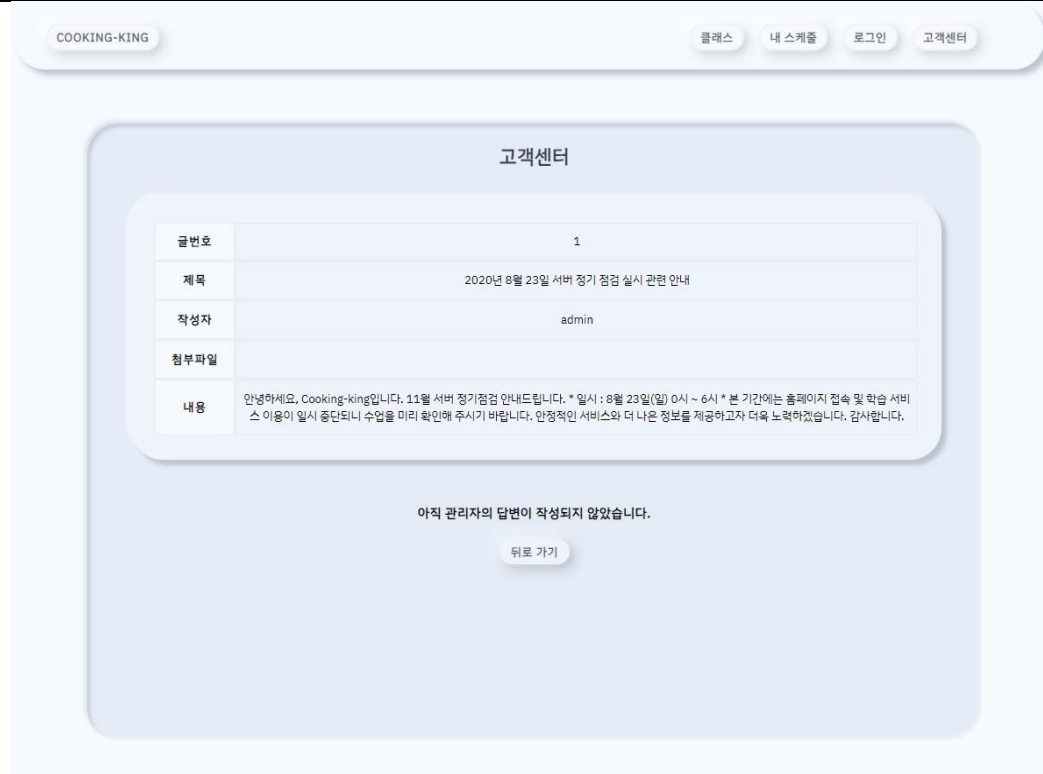 COOKING-KING 클래스 내 스케줄 로그인 고객센터
고객센터
글번호 1
제목 2020년 8월 23일 서버 정기 점검 실시 관련 안내
작성자 admin
첨부파일
내용 안녕하세요, Cooking-king입니다. 11월 서버 정기점검 안내드립니다. * 일시 : 8월 23일(일) 0시 ~ 6시 * 본 기간에는 홈페이지 접속 및 학습 서비
스 이용이 일시 중단되니 수업을 미리 확인해 주시기 바랍니다. 안정적인 서비스와 더 나은 정보를 제공하고자 더욱 노력하겠습니다. 감사합니다.
아직 관리자의 답변이 작성되지 않았습니다.
뒤로 가기